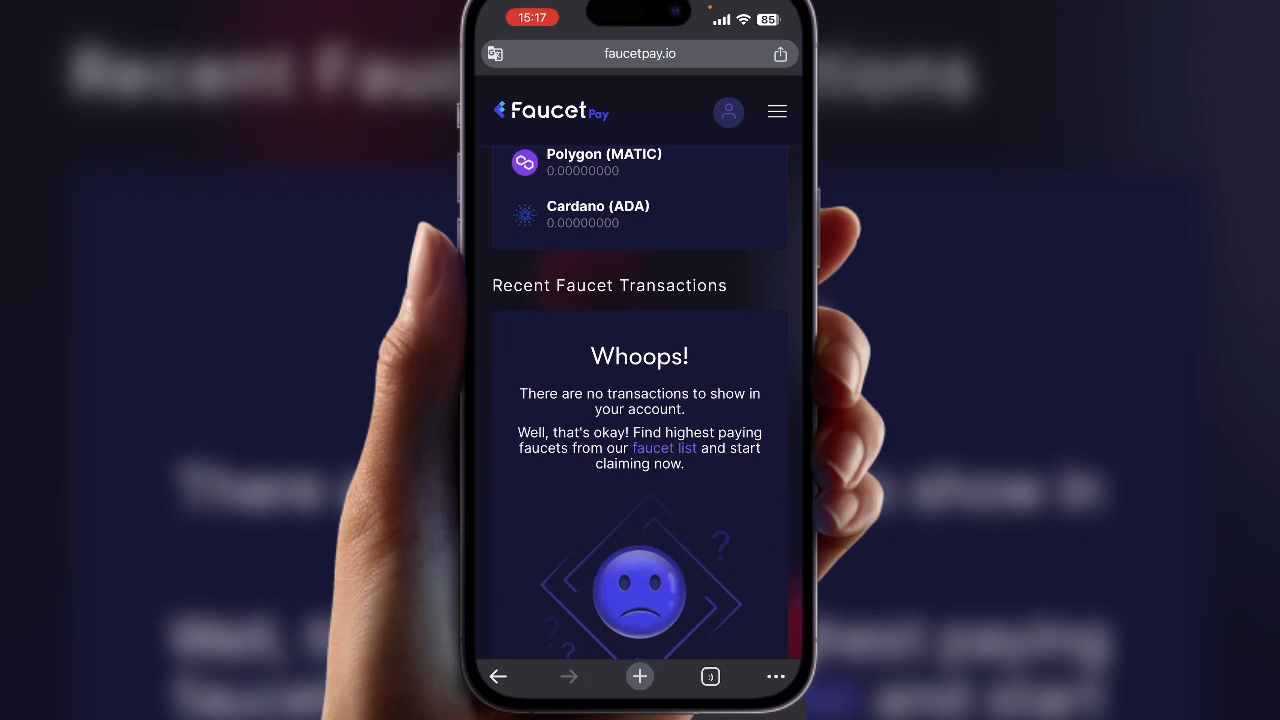 15:17
85
faucetpay.io
Faucet Pay
Polygon (MATIC)
0.00000000
Cardano (ADA)
0.00000000
Recent Faucet Transactions
Whoops!
There are no transactions to show in
your account.
Well, that's okay! Find highest paying
faucets from our faucet list and start
claiming now.